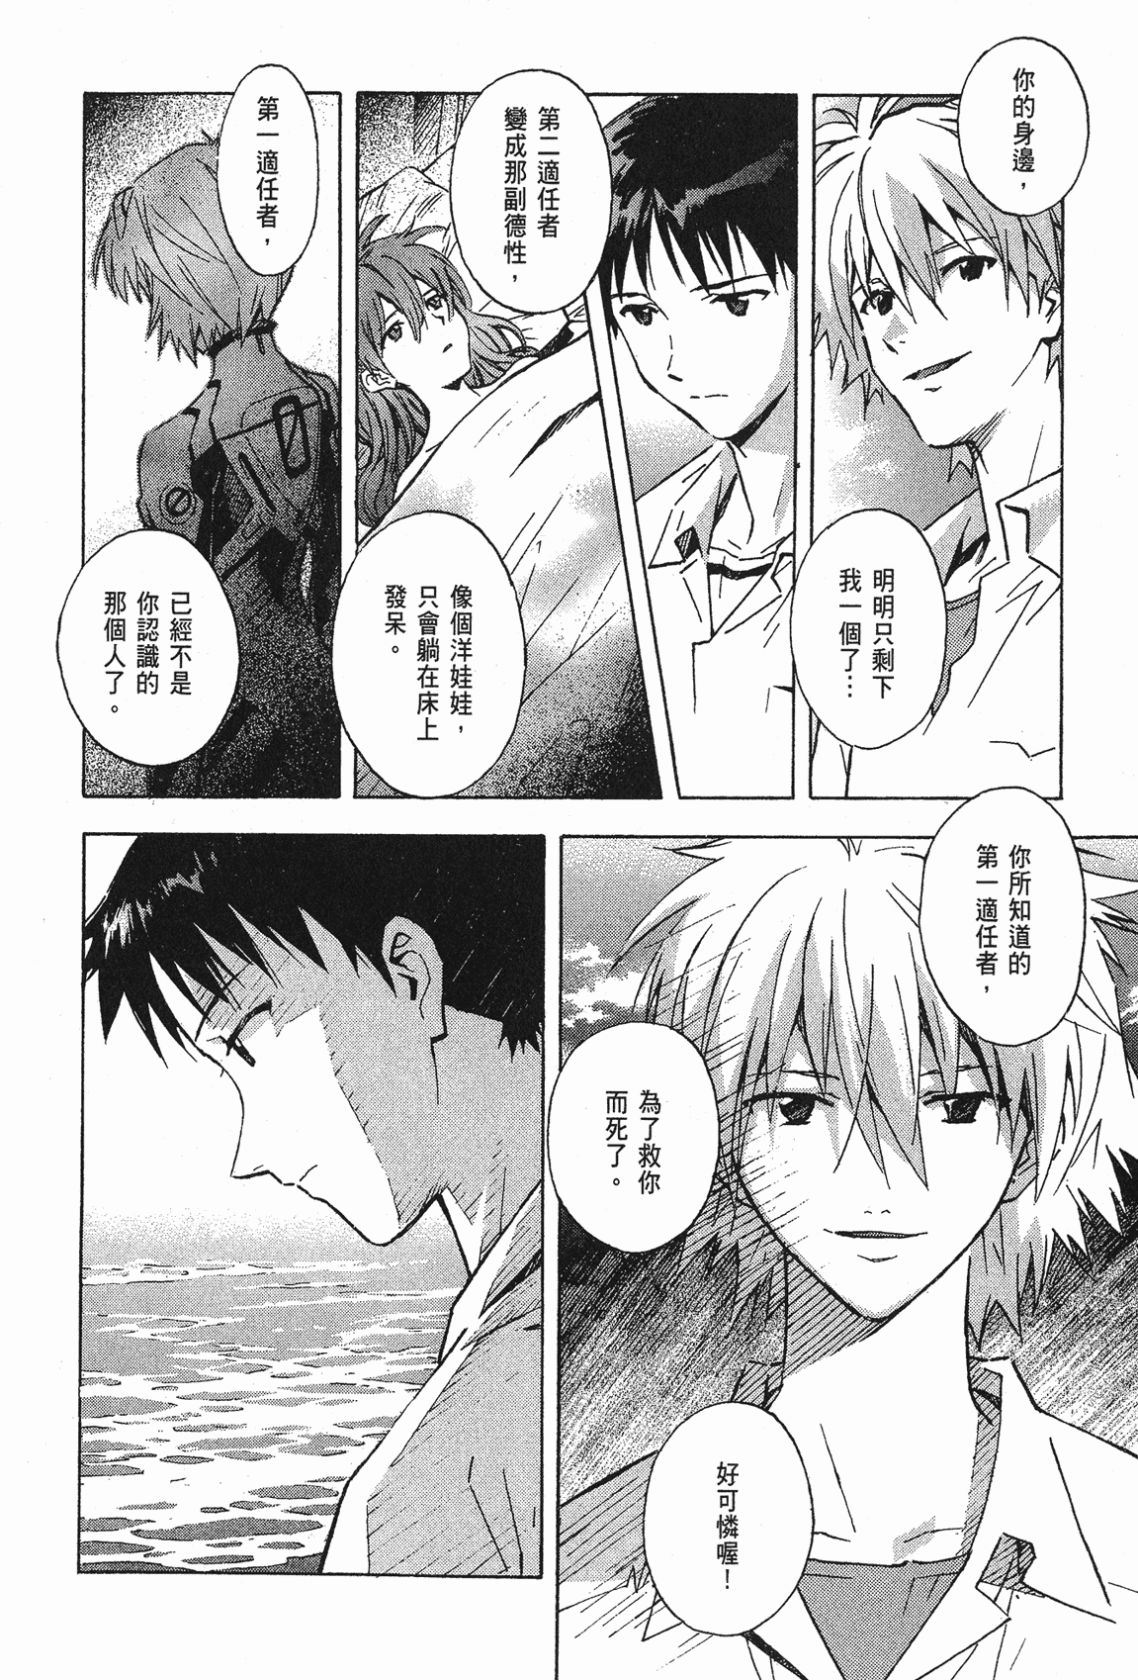 你的身邊，
明明只剩下
我一個了…
第二適任者
變成那副德性，
像個洋娃娃，
只會躺在床上
發呆。
第一適任者，
已經不是
你認識的
那個人了。
你所知道的
第一適任者，
為了救你
而死了。
好可憐喔！